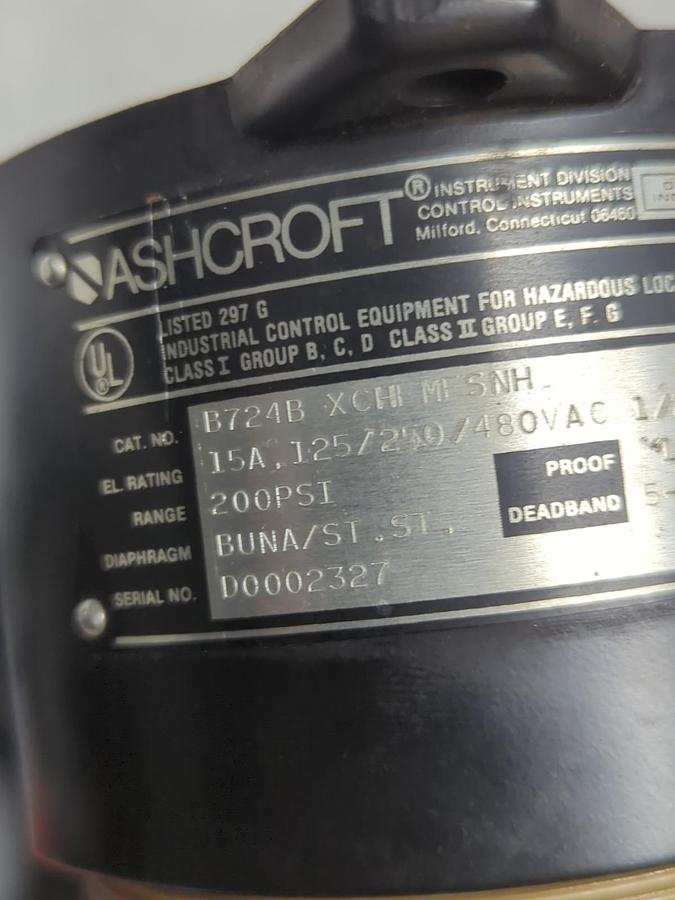 ASHCROFT®
INSTRUMENT DIVISION
CONTROL INSTRUMENTS
Milford, Connecticut 06460
UL®
LISTED 297 G
INDUSTRIAL CONTROL EQUIPMENT FOR HAZARDOUS LOC
CLASS I GROUP B, C, D CLASS II GROUP E, F, G
CAT. NO. B724B XCH
EL. RATING 15A, 125/250/480VAC
RANGE 200PSI
PROOF
DIAPHRAGM BUNA/ST.ST.
DEADBAND
SERIAL NO. D0002327